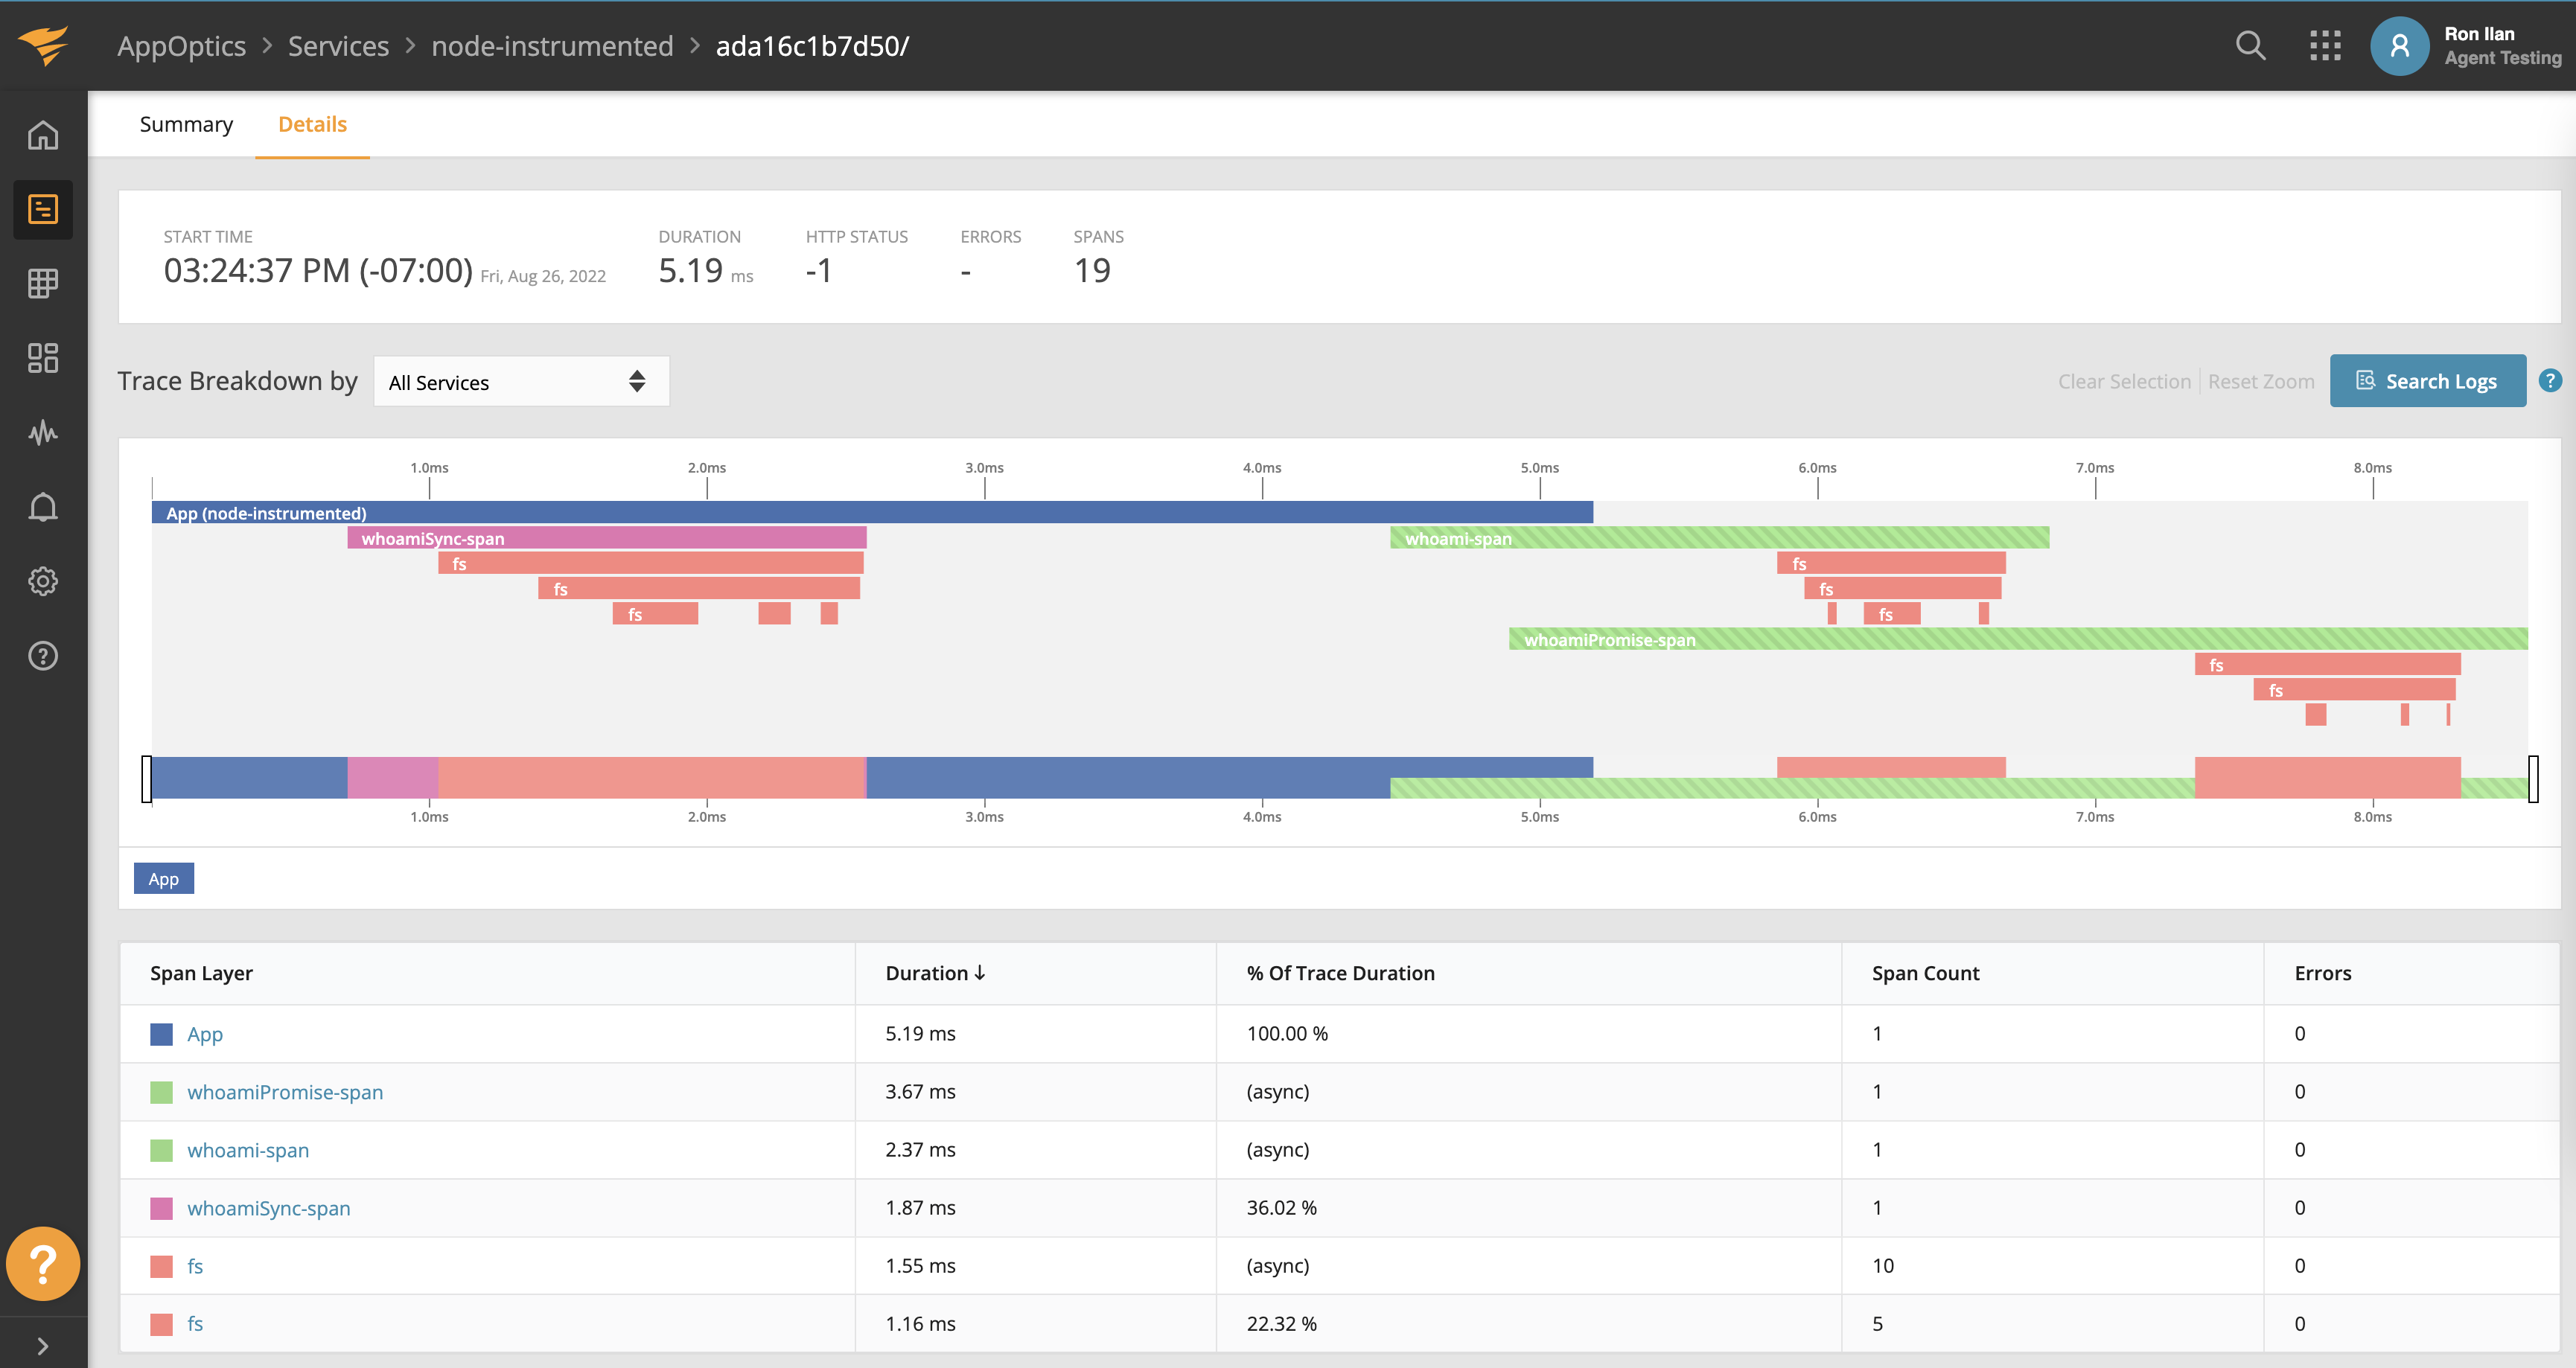 AppOptics > Services > node-instrumented > ada16c1b7d50/
Ron Ilan
Agent Testing
Summary Details
START TIME DURATION HTTP STATUS ERRORS SPANS
03:24:37 PM (-07:00) Fri, Aug 26, 2022 5.19 ms -1 - 19
Trace Breakdown by All Services Clear Selection Reset Zoom Search Logs ?
1.0ms 2.0ms 3.0ms 4.0ms 5.0ms 6.0ms 7.0ms 8.0ms
App (node-instrumented)
whoamiSync-span whoami-span
fs fs
fs fs
fs fs
whoamiPromise-span
fs
fs
1.0ms 2.0ms 3.0ms 4.0ms 5.0ms 6.0ms 7.0ms 8.0ms
App
Span Layer Duration ↓ % Of Trace Duration Span Count Errors
App 5.19 ms 100.00 % 1 0
whoamiPromise-span 3.67 ms (async) 1 0
whoami-span 2.37 ms (async) 1 0
whoamiSync-span 1.87 ms 36.02 % 1 0
fs 1.55 ms (async) 10 0
fs 1.16 ms 22.32 % 5 0
?